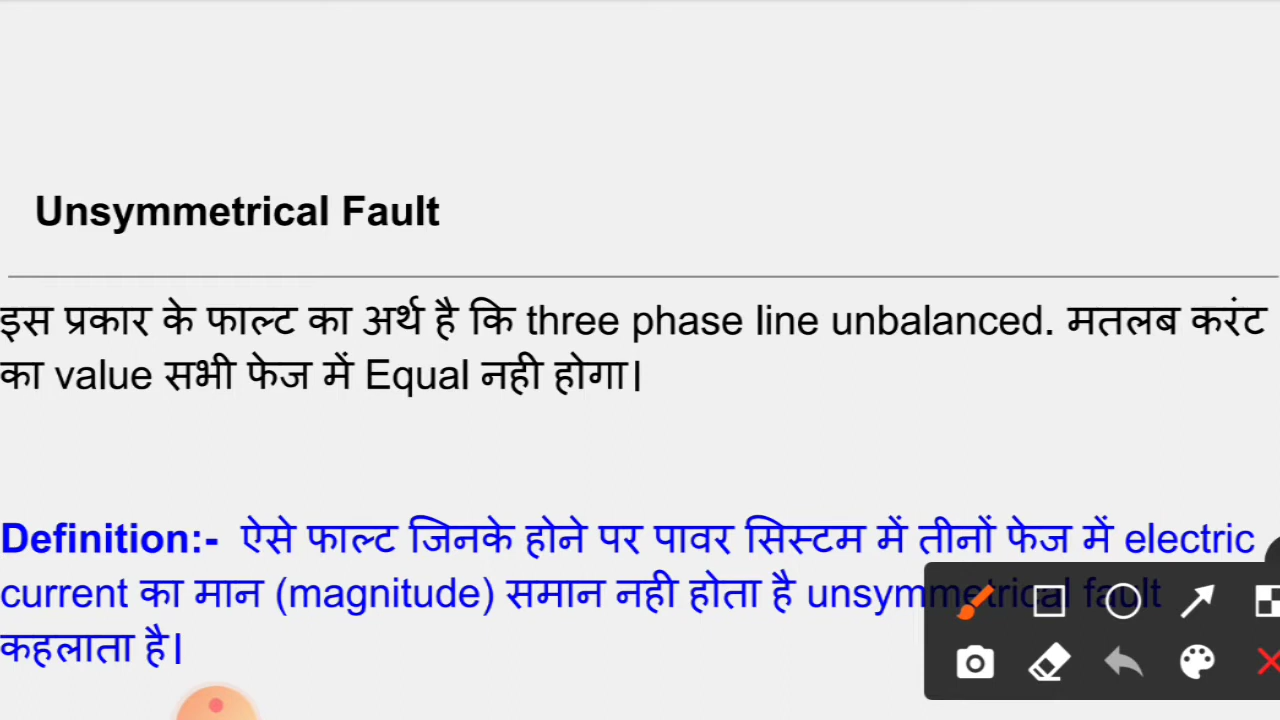 Unsymmetrical Fault
इस प्रकार के फाल्ट का अर्थ है कि three phase line unbalanced. मतलब करंट
का value सभी फेज में Equal नही होगा।
Definition:- ऐसे फाल्ट जिनके होने पर पावर सिस्टम में तीनों फेज में electric
current का मान (magnitude) समान नही होता है unsymmetrical fault
कहलाता है।